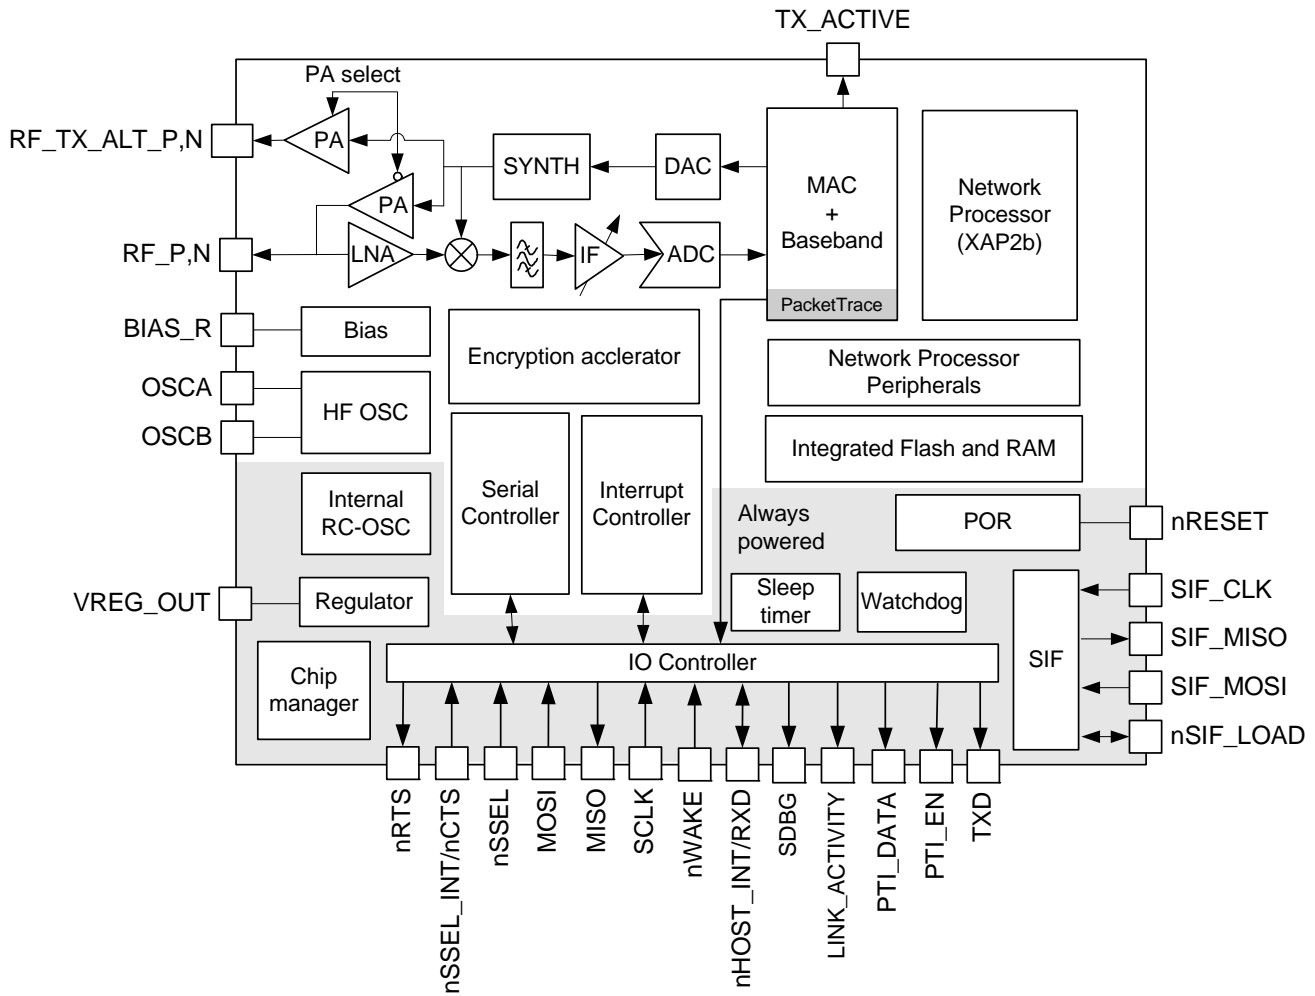 TX_ACTIVE
PA select
RF_TX_ALT_P,N
PA
SYNTH
DAC
MAC
+
Baseband
Network
Processor
(XAP2b)
PA
RF_P,N
LNA
IF
ADC
PacketTrace
BIAS_R
Bias
Encryption acclerator
Network Processor
Peripherals
OSCA
HF OSC
OSCB
Integrated Flash and RAM
Internal
RC-OSC
Serial
Controller
Interrupt
Controller
Always
powered
POR
nRESET
VREG_OUT
Regulator
Sleep
timer
Watchdog
SIF_CLK
SIF_MISO
SIF
SIF_MOSI
nSIF_LOAD
IO Controller
Chip
manager
nRTS
nSSEL_INT/nCTS
nSSEL
MOSI
MISO
SCLK
nWAKE
nHOST_INT/RXD
SDBG
LINK_ACTIVITY
PTI_DATA
PTI_EN
TXD